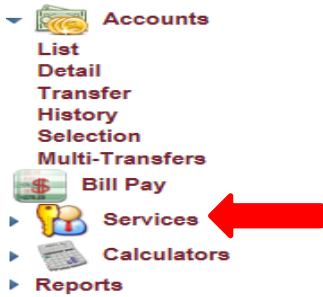 Accounts
List
Detail
Transfer
History
Selection
Multi-Transfers
$ Bill Pay
Services
Calculators
Reports